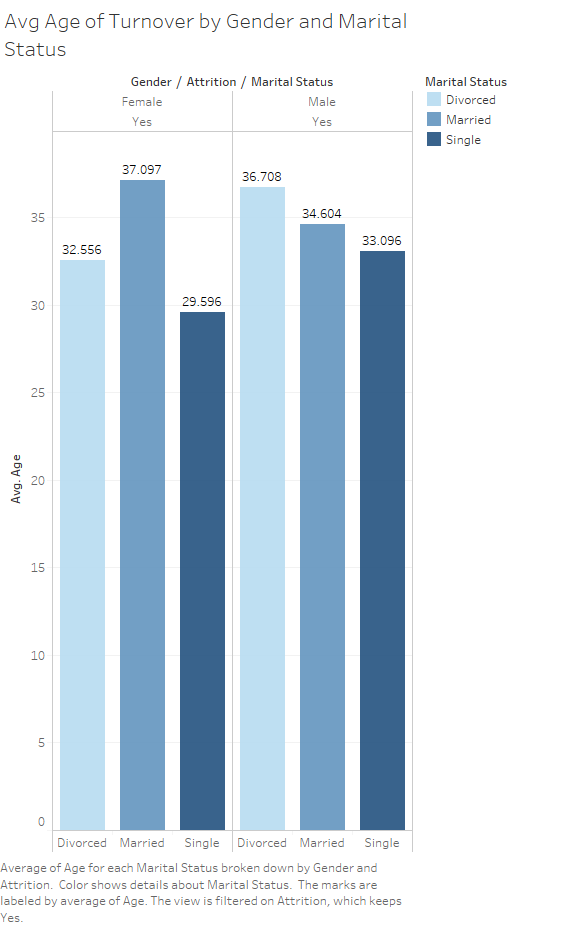 Avg Age of Turnover by Gender and Marital
Status
Gender / Attrition / Marital Status
Female Male
Yes Yes
Marital Status
Divorced
Married
Single
37.097
36.708
34.604
33.096
32.556
29.596
35
30
25
20
15
10
5
0
Avg. Age
Divorced Married Single Divorced Married Single
Average of Age for each Marital Status broken down by Gender and
Attrition. Color shows details about Marital Status. The marks are
labeled by average of Age. The view is filtered on Attrition, which keeps
Yes.